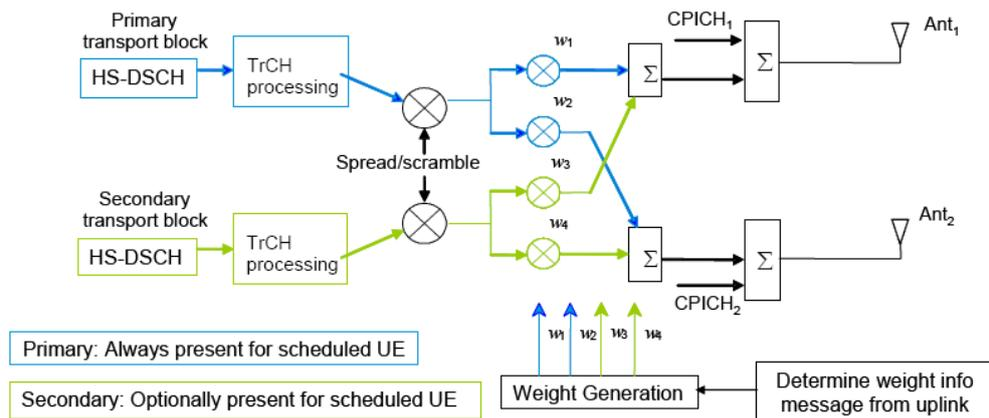 Primary
transport block
HS-DSCH
TrCH
processing
w1
w2
CPICH1
Σ
Σ
Ant1
Spread/scramble
Secondary
transport block
HS-DSCH
TrCH
processing
w3
w4
Σ
Σ
CPICH2
Ant2
w1 w2 w3 w4
Primary: Always present for scheduled UE
Secondary: Optionally present for scheduled UE
Weight Generation
Determine weight info
message from uplink